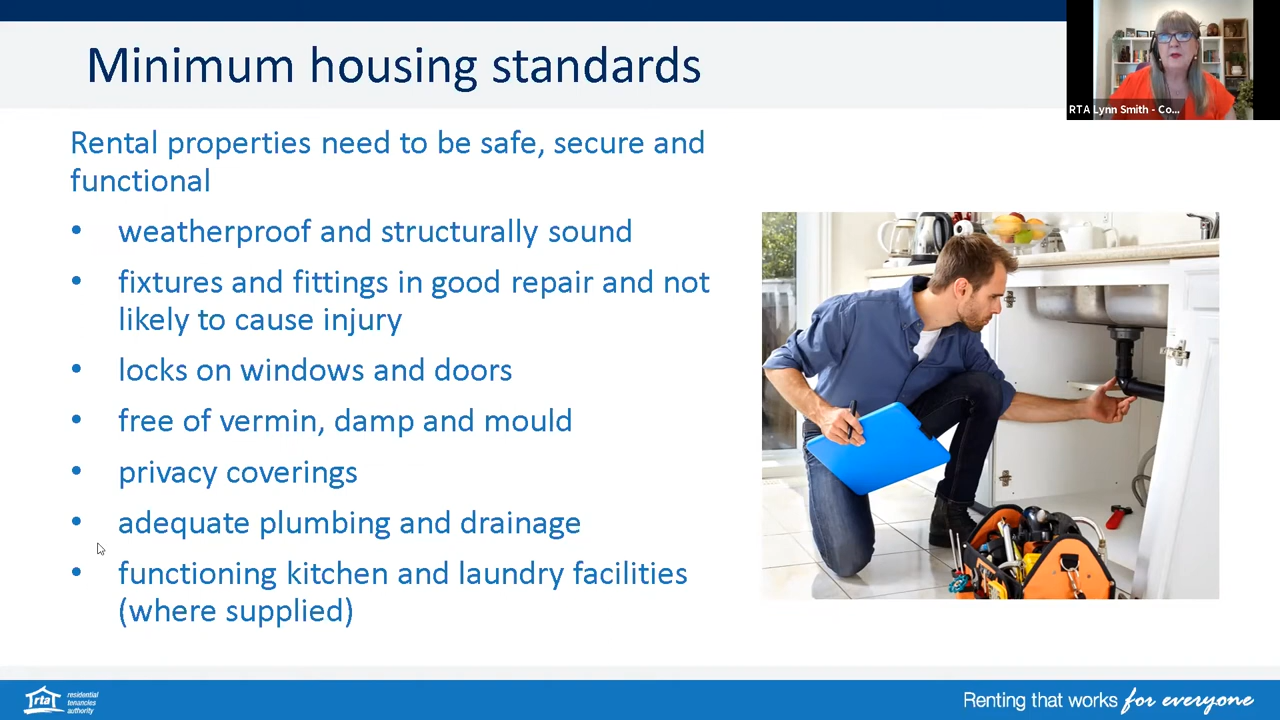 Minimum housing standards
RTA Lynn Smith - Co...
Rental properties need to be safe, secure and
functional
• weatherproof and structurally sound
• fixtures and fittings in good repair and not
likely to cause injury
• locks on windows and doors
• free of vermin, damp and mould
• privacy coverings
• adequate plumbing and drainage
• functioning kitchen and laundry facilities
(where supplied)
rta
residential
tenancies
authority
Renting that works for everyone